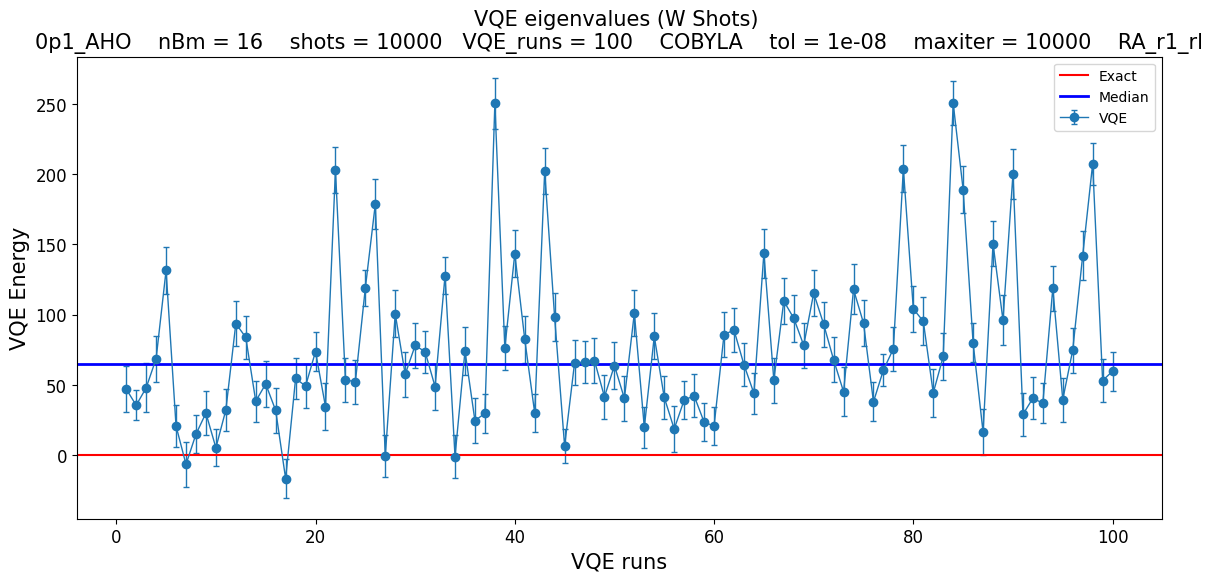 VQE eigenvalues (W Shots)
0p1_AHO nBm = 16 shots = 10000 VQE_runs = 100 COBYLA tol = 1e-08 maxiter = 10000 RA_r1_rl
Exact
Median
VQE
VQE Energy
250
200
150
100
50
0
0 20 40 60 80 100
VQE runs